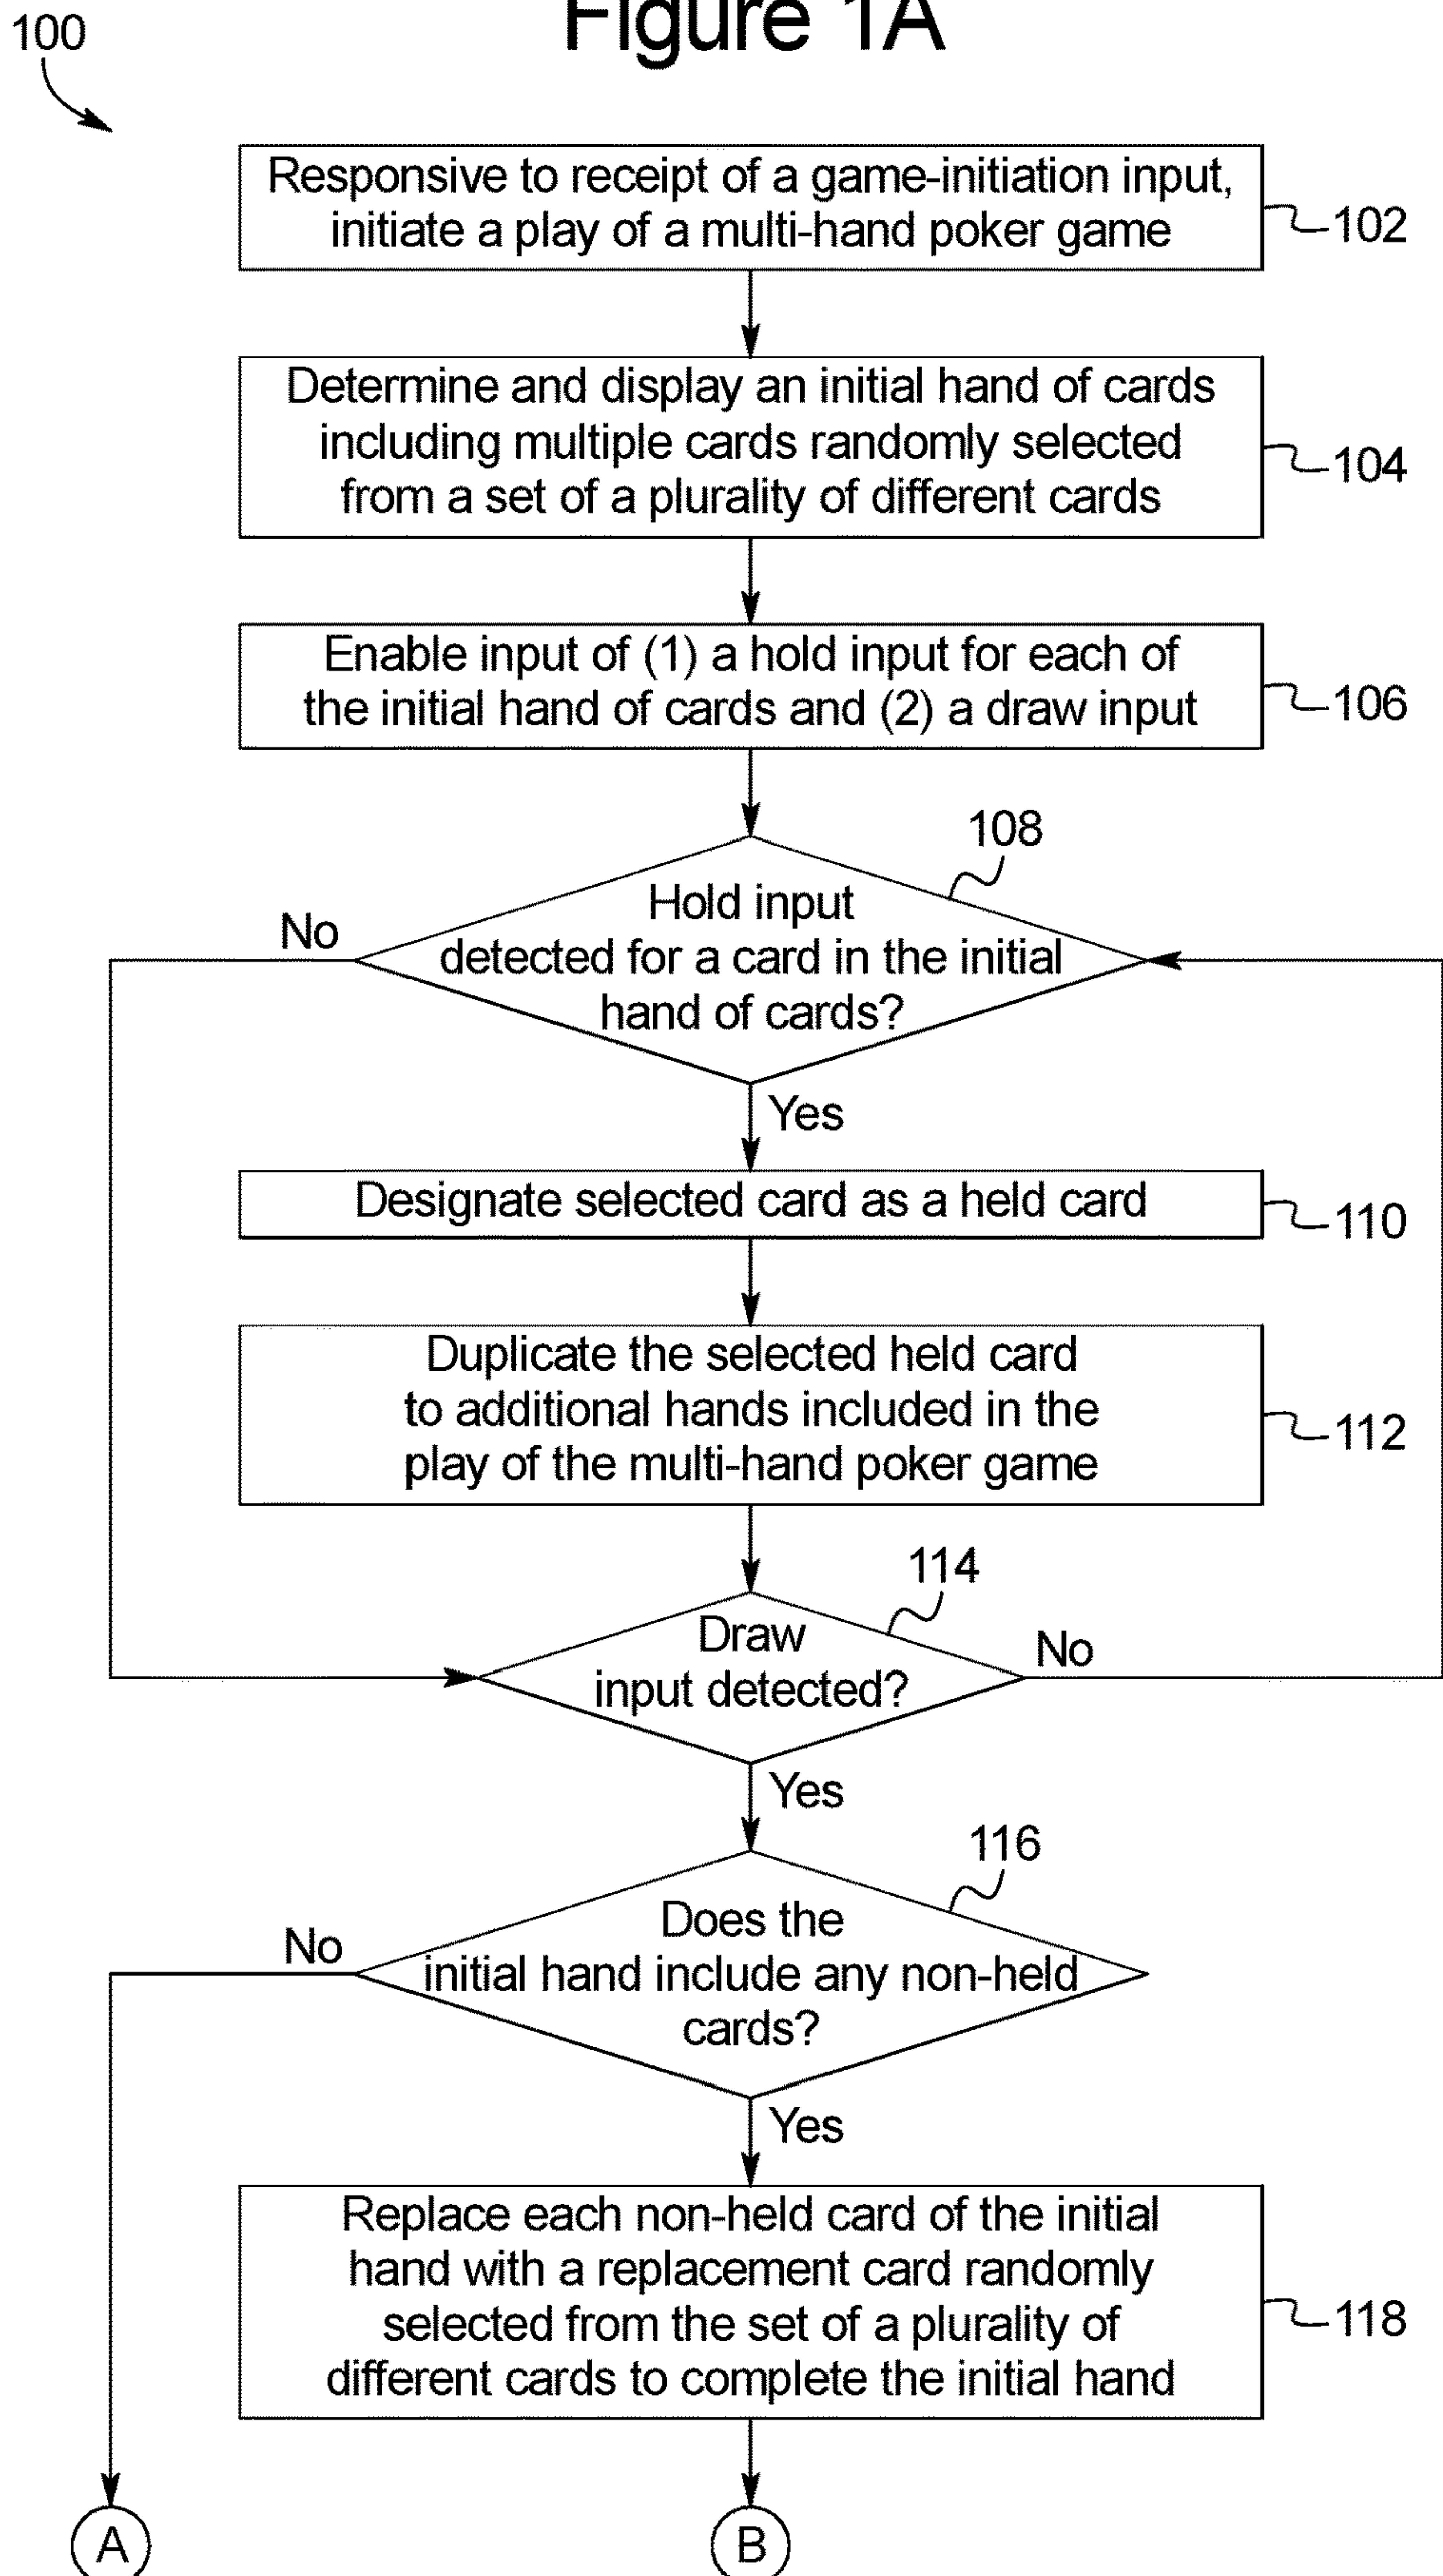 Figure 1A
100
Responsive to receipt of a game-initiation input,
initiate a play of a multi-hand poker game
102
Determine and display an initial hand of cards
including multiple cards randomly selected
from a set of a plurality of different cards
104
Enable input of (1) a hold input for each of
the initial hand of cards and (2) a draw input
106
108
Hold input
detected for a card in the initial
hand of cards?
No
Yes
Designate selected card as a held card
110
Duplicate the selected held card
to additional hands included in the
play of the multi-hand poker game
112
114
Draw
input detected?
No
Yes
116
Does the
initial hand include any non-held
cards?
No
Yes
Replace each non-held card of the initial
hand with a replacement card randomly
selected from the set of a plurality of
different cards to complete the initial hand
118
A
B